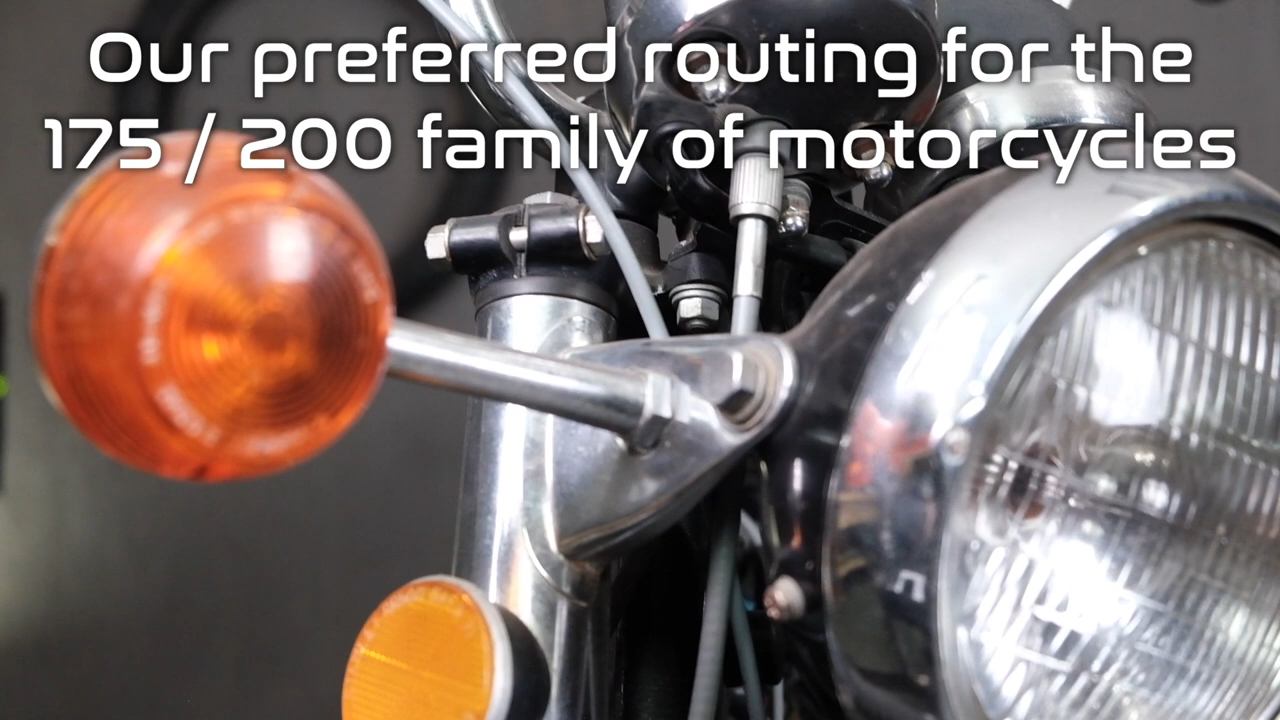 Our preferred routing for the
175 / 200 family of motorcycles